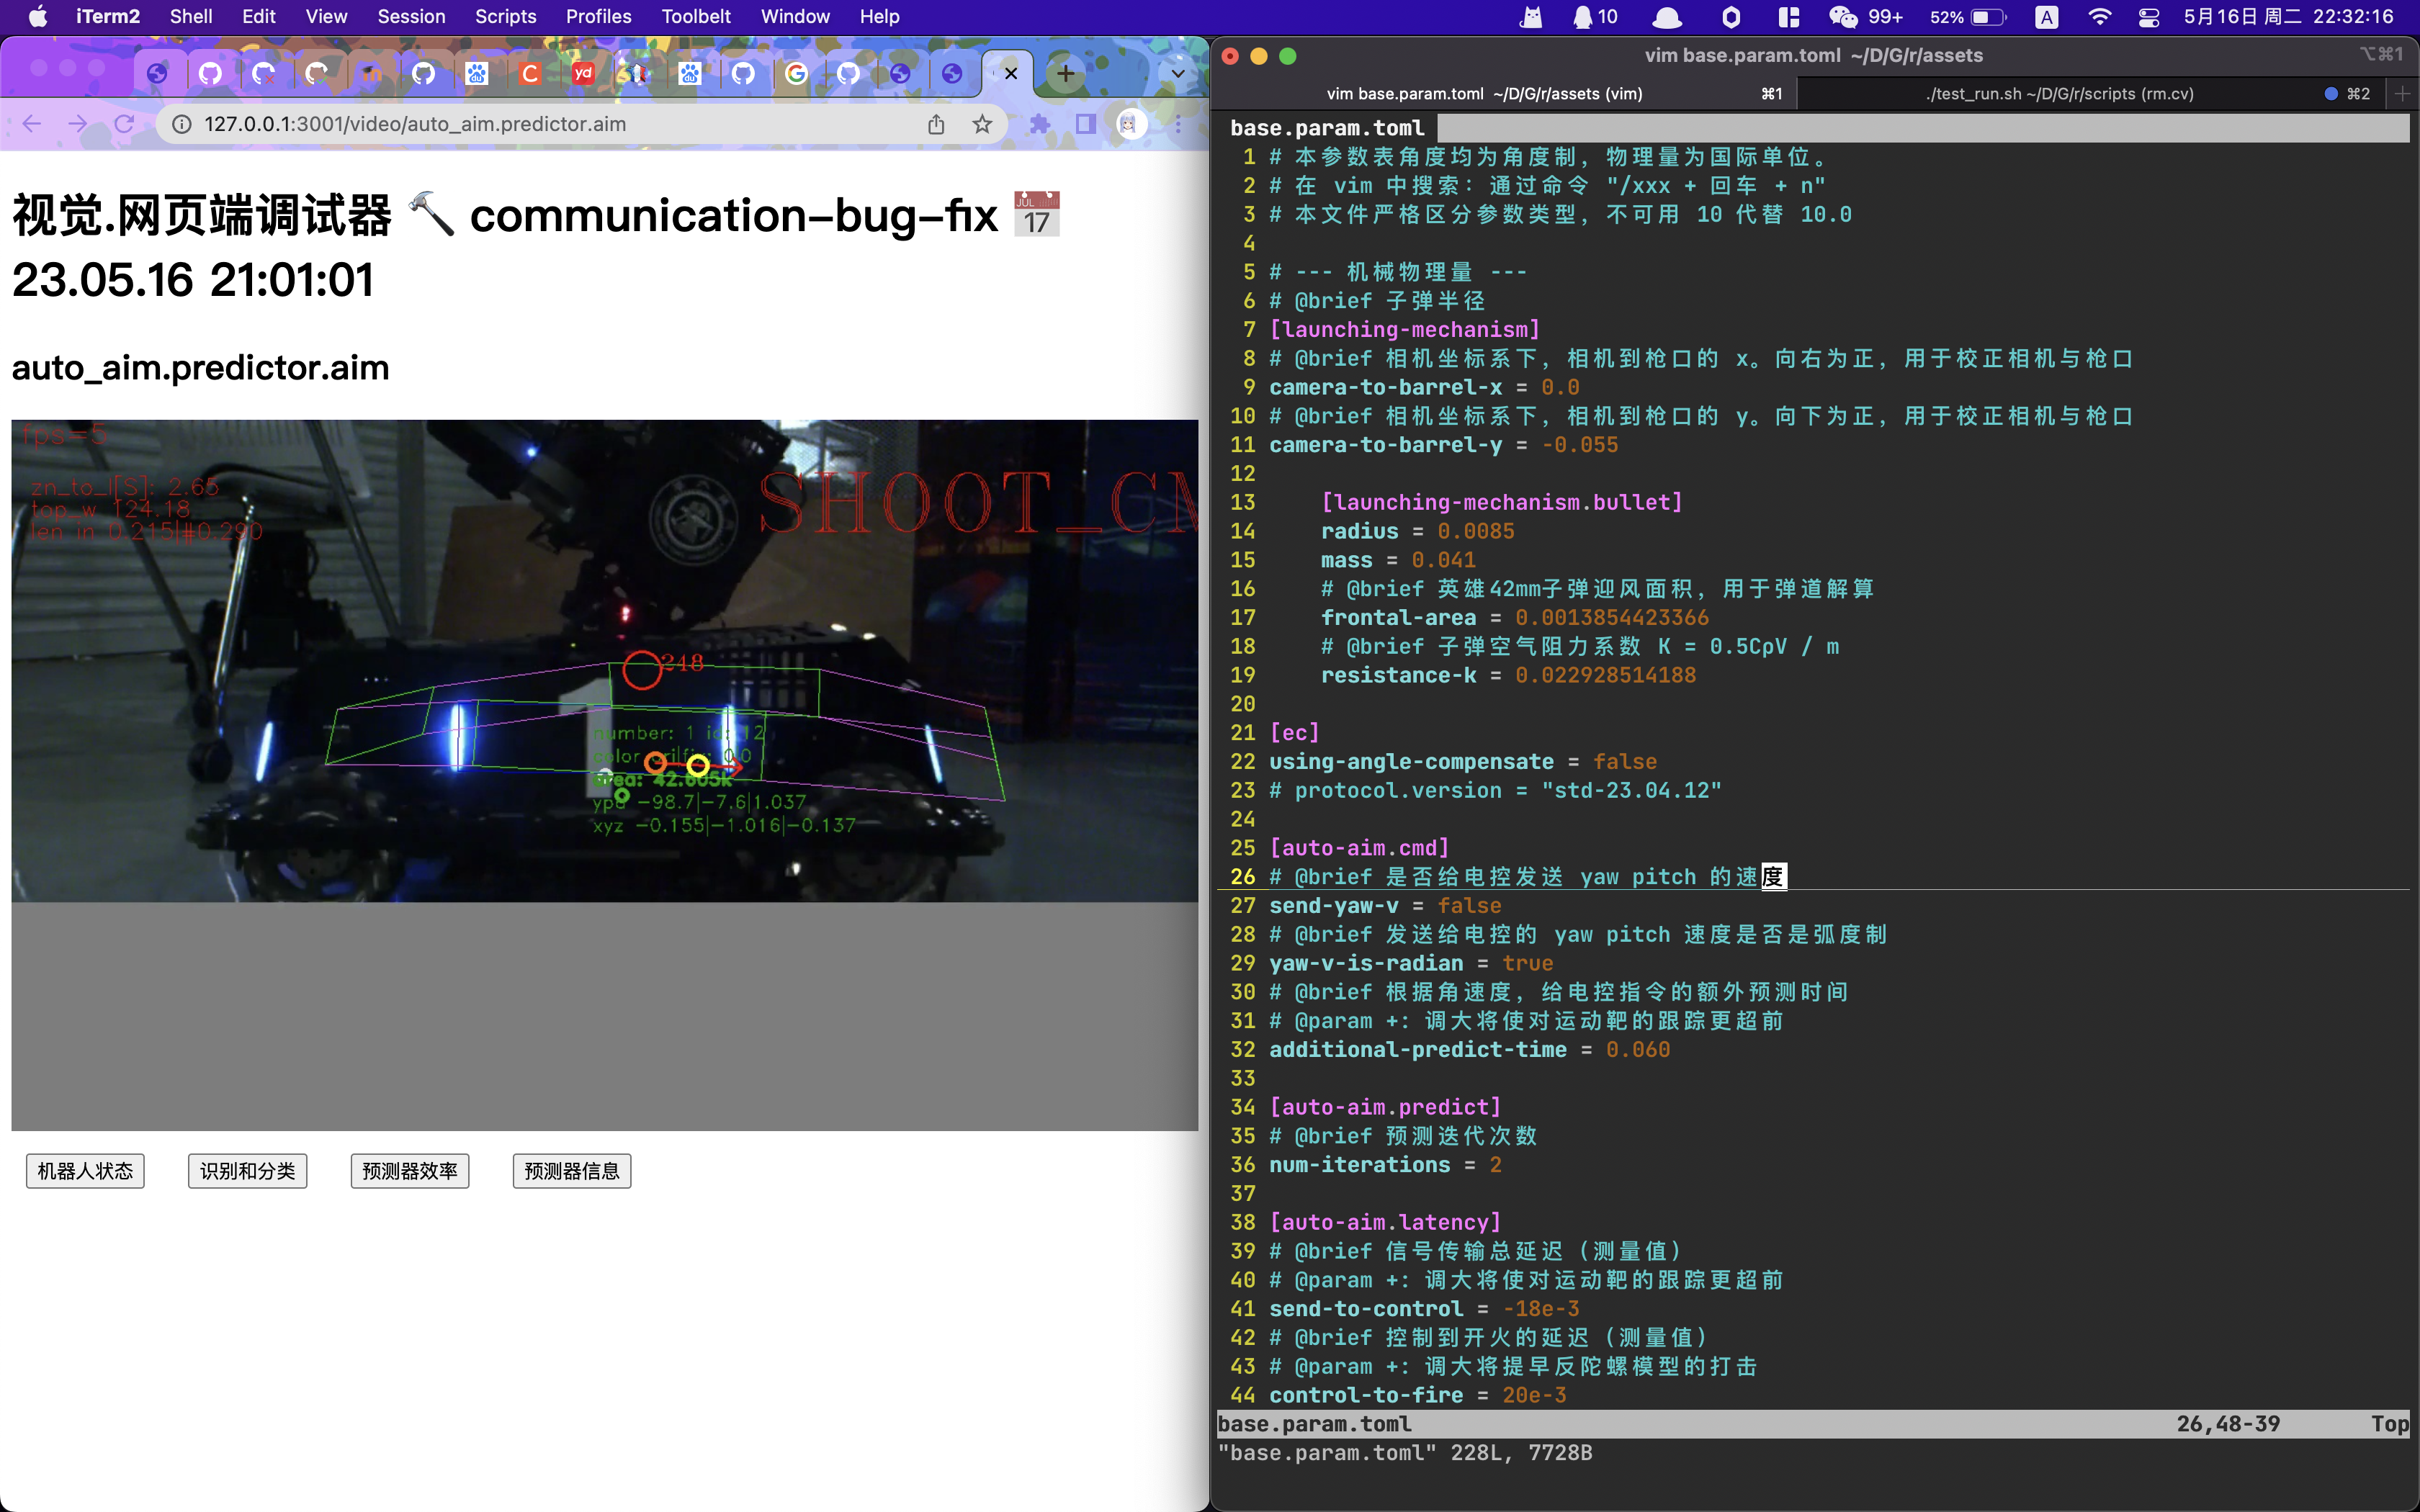 iTerm2 Shell Edit View Session Scripts Profiles Toolbelt Window Help
10 99+ 52% A 5月16日 周二 22:32:16
127.0.0.1:3001/video/auto_aim.predictor.aim
视觉.网页端调试器 🔨 communication-bug-fix 📅
23.05.16 21:01:01
auto_aim.predictor.aim
fps=5
zn_to_l[S]: 2.65
top_w 124.18
len in 0.215|#0.290
SHOOT_CM
248
1
number: 1 id: 12
area: 42.605k
ypd -98.7|-7.6|1.037
xyz -0.155|-1.016|-0.137
机器人状态 识别和分类 预测器效率 预测器信息
vim base.param.toml ~/D/G/r/assets ⌥⌘1
vim base.param.toml ~/D/G/r/assets (vim) ⌘1 ./test_run.sh ~/D/G/r/scripts (rm.cv) ⌘2
base.param.toml
1 # 本参数表角度均为角度制，物理量为国际单位。
2 # 在 vim 中搜索：通过命令 "/xxx + 回车 + n"
3 # 本文件严格区分参数类型，不可用 10 代替 10.0
4
5 # --- 机械物理量 ---
6 # @brief 子弹半径
7 [launching-mechanism]
8 # @brief 相机坐标系下，相机到枪口的 x。向右为正，用于校正相机与枪口
9 camera-to-barrel-x = 0.0
10 # @brief 相机坐标系下，相机到枪口的 y。向下为正，用于校正相机与枪口
11 camera-to-barrel-y = -0.055
12
13 [launching-mechanism.bullet]
14 radius = 0.0085
15 mass = 0.041
16 # @brief 英雄42mm子弹迎风面积，用于弹道解算
17 frontal-area = 0.0013854423366
18 # @brief 子弹空气阻力系数 K = 0.5CρV / m
19 resistance-k = 0.022928514188
20
21 [ec]
22 using-angle-compensate = false
23 # protocol.version = "std-23.04.12"
24
25 [auto-aim.cmd]
26 # @brief 是否给电控发送 yaw pitch 的速度
27 send-yaw-v = false
28 # @brief 发送给电控的 yaw pitch 速度是否是弧度制
29 yaw-v-is-radian = true
30 # @brief 根据角速度，给电控指令的额外预测时间
31 # @param +: 调大将使对运动靶的跟踪更超前
32 additional-predict-time = 0.060
33
34 [auto-aim.predict]
35 # @brief 预测迭代次数
36 num-iterations = 2
37
38 [auto-aim.latency]
39 # @brief 信号传输总延迟（测量值）
40 # @param +: 调大将使对运动靶的跟踪更超前
41 send-to-control = -18e-3
42 # @brief 控制到开火的延迟（测量值）
43 # @param +: 调大将提早反陀螺模型的打击
44 control-to-fire = 20e-3
base.param.toml 26,48-39 Top
"base.param.toml" 228L, 7728B